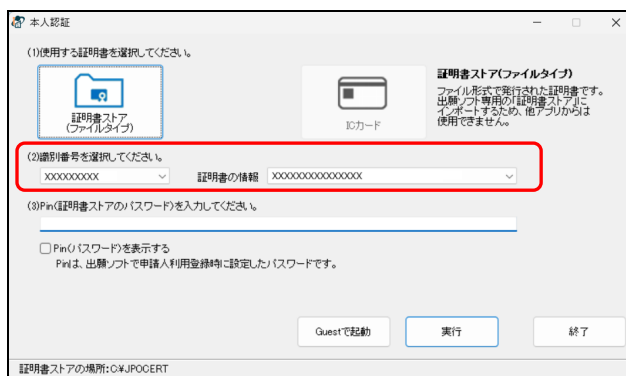 本人認証
(1)使用する証明書を選択してください。
証明書ストア
(ファイルタイプ)
ICカード
証明書ストア(ファイルタイプ)
ファイル形式で発行された証明書です。
出願ソフト専用の「証明書ストア」に
インポートするため、他アプリからは
使用できません。
(2)識別番号を選択してください。
XXXXXXXXX
証明書の情報
XXXXXXXXXXXXXXX
(3)Pin(証明書ストアのパスワード)を入力してください。
Pin(パスワード)を表示する
Pinは、出願ソフトで申請人利用登録時に設定したパスワードです。
Guestで起動
実行
終了
証明書ストアの場所:C:¥JPOCERT